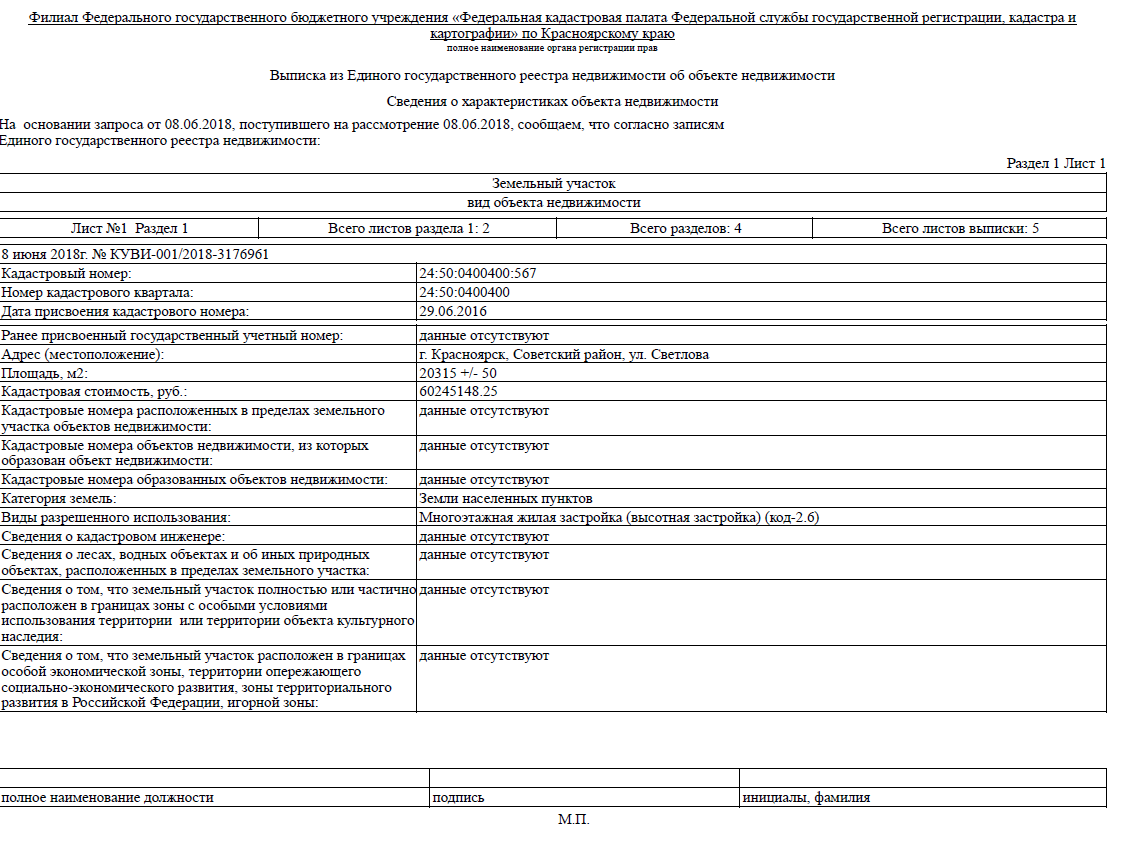 Филиал Федерального государственного бюджетного учреждения «Федеральная кадастровая палата Федеральной службы государственной регистрации, кадастра и
картографии» по Красноярскому краю
полное наименование органа регистрации прав
Выписка из Единого государственного реестра недвижимости об объекте недвижимости
Сведения о характеристиках объекта недвижимости
На основании запроса от 08.06.2018, поступившего на рассмотрение 08.06.2018, сообщаем, что согласно записям
Единого государственного реестра недвижимости:
Раздел 1 Лист 1
Земельный участок
вид объекта недвижимости
Лист №1 Раздел 1 Всего листов раздела 1: 2 Всего разделов: 4 Всего листов выписки: 5
8 июня 2018г. № КУВИ-001/2018-3176961
Кадастровый номер: 24:50:0400400:567
Номер кадастрового квартала: 24:50:0400400
Дата присвоения кадастрового номера: 29.06.2016
Ранее присвоенный государственный учетный номер: данные отсутствуют
Адрес (местоположение): г. Красноярск, Советский район, ул. Светлова
Площадь, м2: 20315 +/- 50
Кадастровая стоимость, руб.: 60245148.25
Кадастровые номера расположенных в пределах земельного данные отсутствуют
участка объектов недвижимости:
Кадастровые номера объектов недвижимости, из которых данные отсутствуют
образован объект недвижимости:
Кадастровые номера образованных объектов недвижимости: данные отсутствуют
Категория земель: Земли населенных пунктов
Виды разрешенного использования: Многоэтажная жилая застройка (высотная застройка) (код-2.6)
Сведения о кадастровом инженере: данные отсутствуют
Сведения о лесах, водных объектах и об иных природных данные отсутствуют
объектах, расположенных в пределах земельного участка:
Сведения о том, что земельный участок полностью или частично данные отсутствуют
расположен в границах зоны с особыми условиями
использования территории или территории объекта культурного
наследия:
Сведения о том, что земельный участок расположен в границах данные отсутствуют
особой экономической зоны, территории опережающего
социально-экономического развития, зоны территориального
развития в Российской Федерации, игорной зоны:
полное наименование должности подпись инициалы, фамилия
М.П.